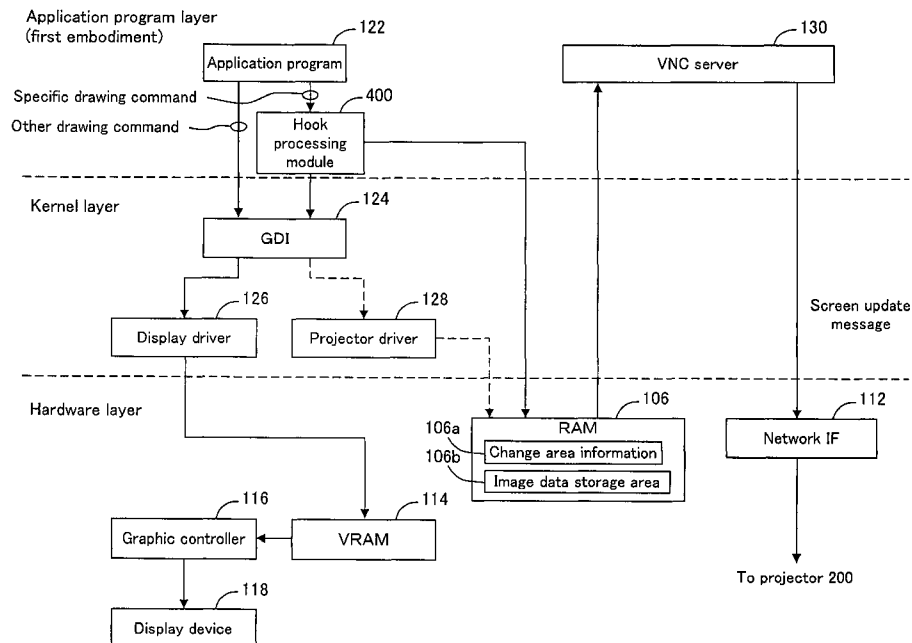 Application program layer
(first embodiment)
122
130
Application program
VNC server
Specific drawing command
400
Other drawing command
Hook
processing
module
Kernel layer
124
GDI
126
128
Display driver
Projector driver
Screen update
message
Hardware layer
106
112
RAM
106a
Change area information
Network IF
106b
Image data storage area
116
114
Graphic controller
VRAM
To projector 200
118
Display device